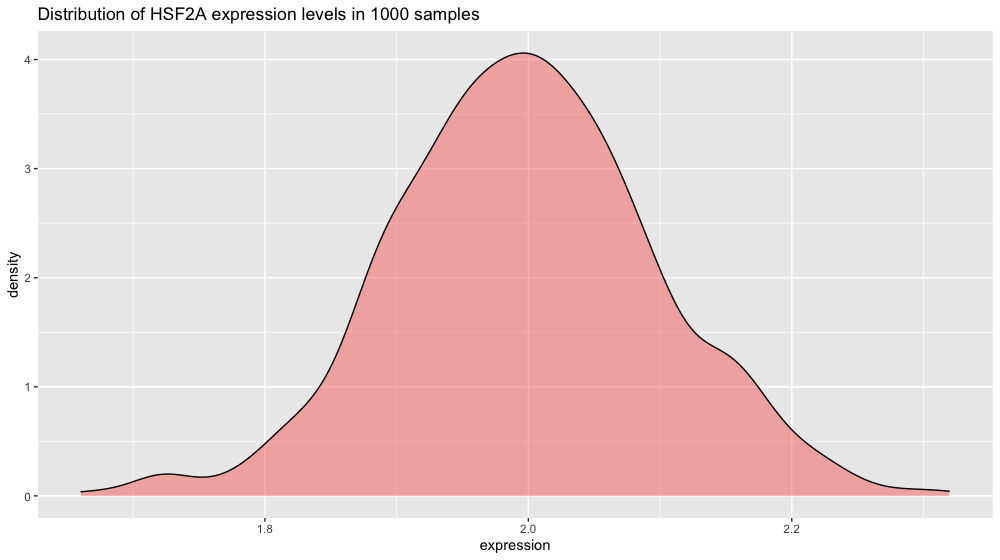 Distribution of HSF2A expression levels in 1000 samples
density
4
3
2
1
0
1.8 2.0 2.2
expression